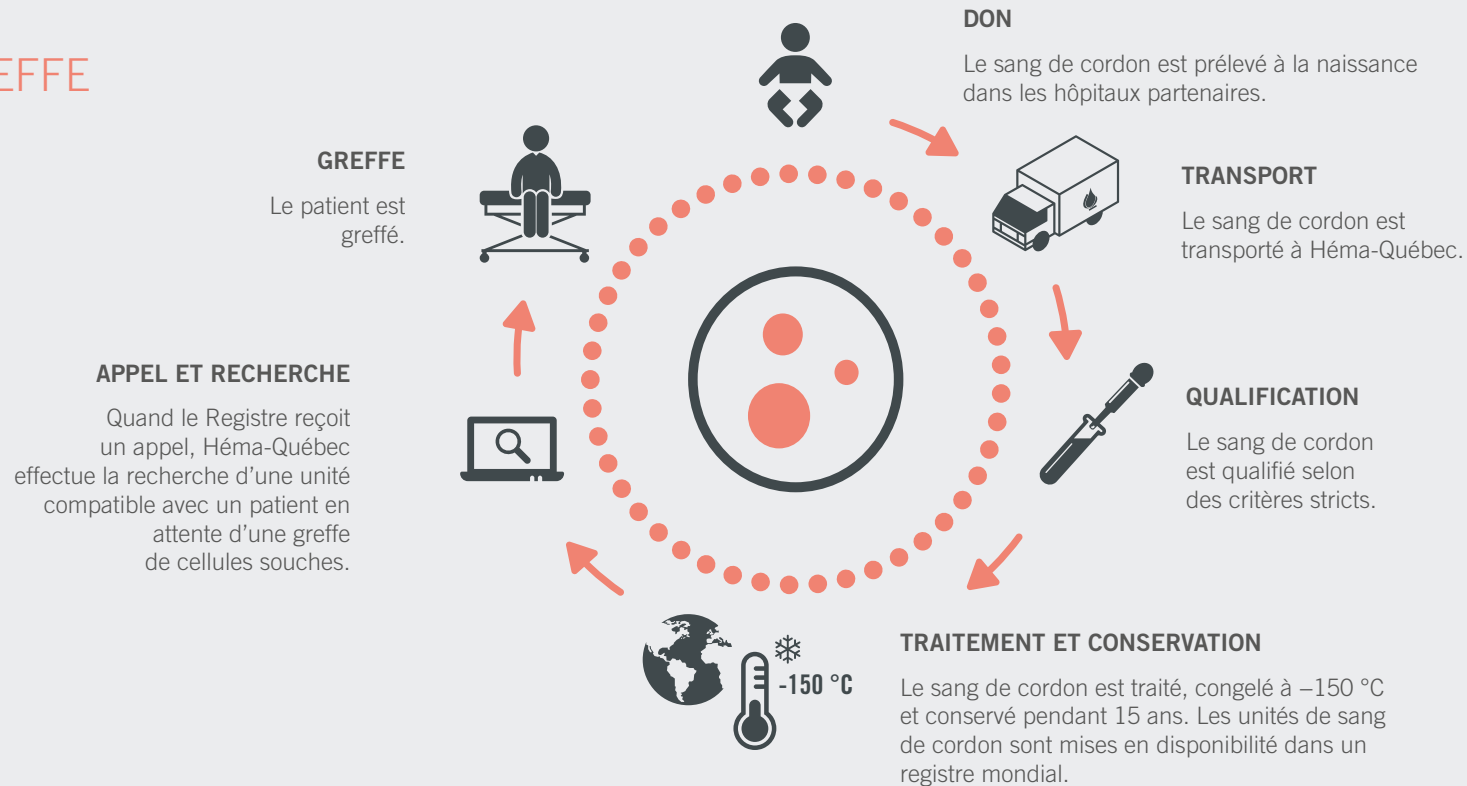 EFFE
DON
Le sang de cordon est prélevé à la naissance
dans les hôpitaux partenaires.
TRANSPORT
Le sang de cordon est
transporté à Héma-Québec.
QUALIFICATION
Le sang de cordon
est qualifié selon
des critères stricts.
TRAITEMENT ET CONSERVATION
Le sang de cordon est traité, congelé à –150 °C
et conservé pendant 15 ans. Les unités de sang
de cordon sont mises en disponibilité dans un
registre mondial.
-150 °C
APPEL ET RECHERCHE
Quand le Registre reçoit
un appel, Héma-Québec
effectue la recherche d’une unité
compatible avec un patient en
attente d’une greffe
de cellules souches.
GREFFE
Le patient est
greffé.